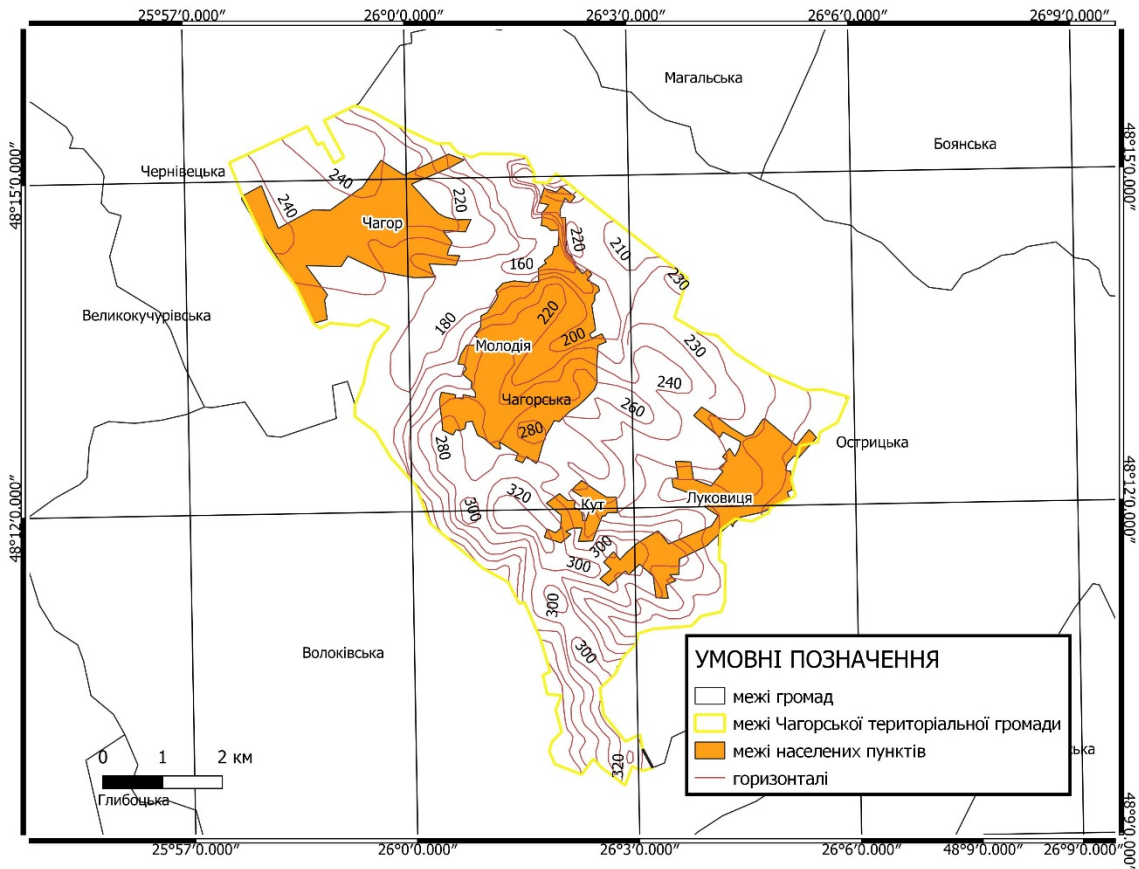 25°57′0.000″ 26°0′0.000″ 26°3′0.000″ 26°6′0.000″ 26°9′0.000″
Магальська
Боянська
48°15′0.000″
48°15′0.000″
Чернівецька
240
240
220
Чагор
220
210
160
230
Великокучурівська
180
220
200
Молодія
230
240
Чагорська
260
280
280
Острицька
320
300
Кут
Луковиця
48°12′0.000″
48°12′0.000″
300
300
300
300
Волоківська
320
УМОВНІ ПОЗНАЧЕННЯ
межі громад
межі Чагорської територіальної громади
межі населених пунктів
горизонталі
ська
0 1 2 км
Глибоцька
48°9′0.000″
25°57′0.000″ 26°0′0.000″ 26°3′0.000″ 26°6′0.000″ 48°9′0.000″ 26°9′0.000″